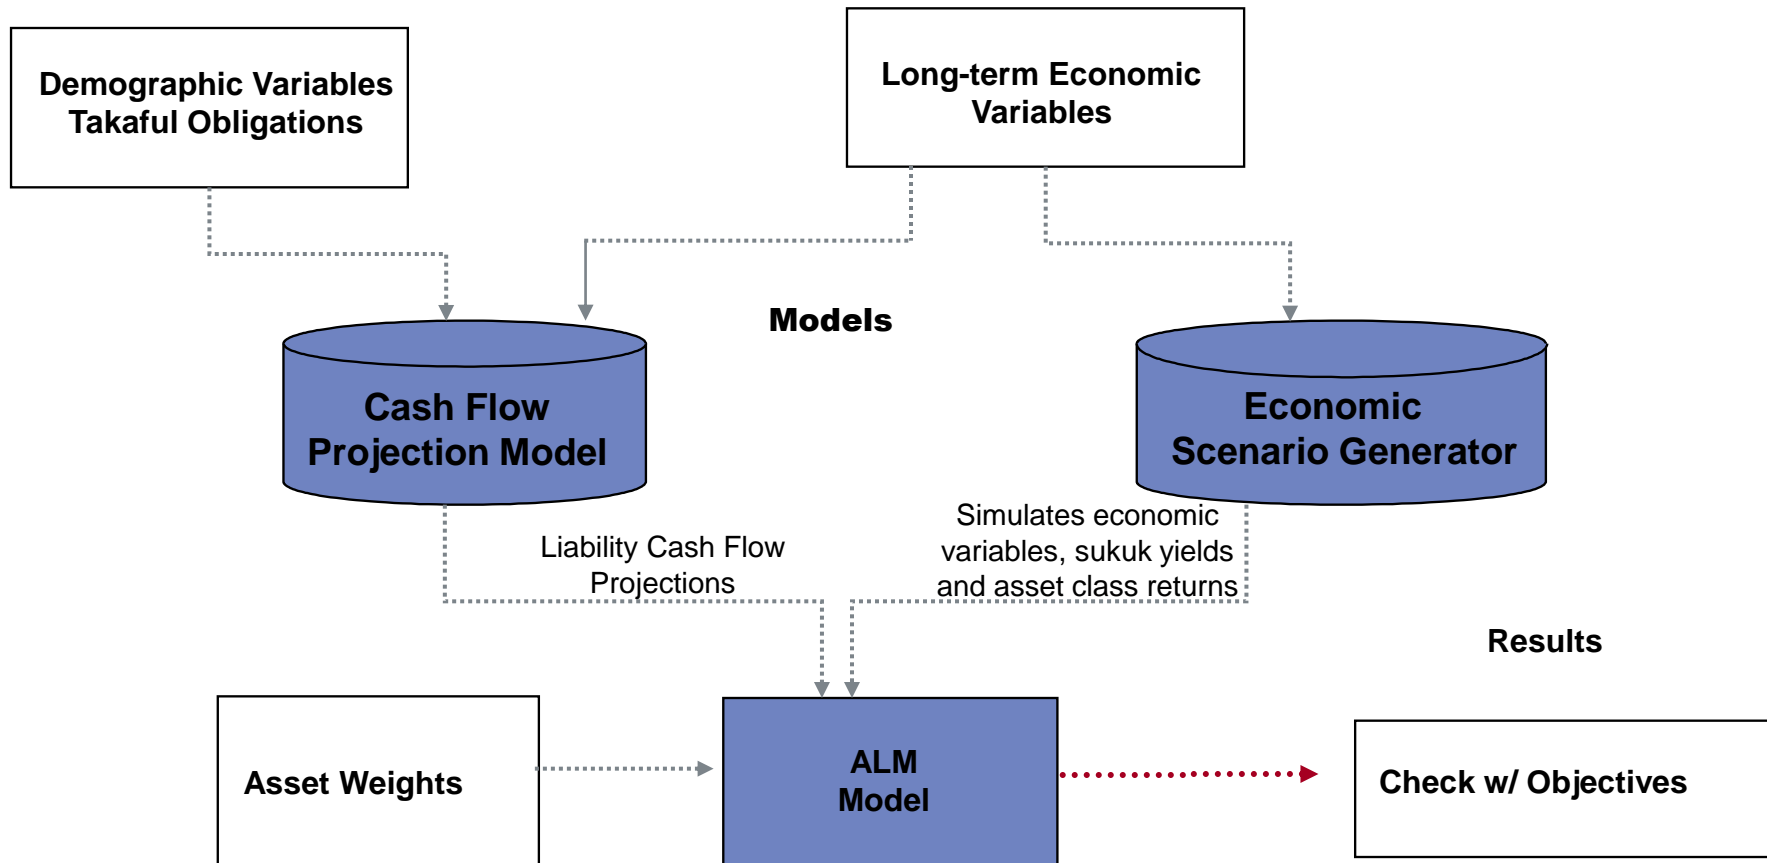 Demographic Variables
Takaful Obligations
Long-term Economic
Variables
Models
Cash Flow
Projection Model
Economic
Scenario Generator
Liability Cash Flow
Projections
Simulates economic
variables, sukuk yields
and asset class returns
Results
Asset Weights
ALM
Model
Check w/ Objectives